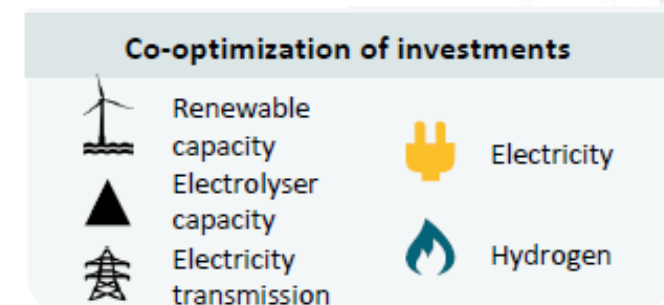 Co-optimization of investments
Renewable
capacity
Electrolyser
capacity
Electricity
transmission
Electricity
Hydrogen